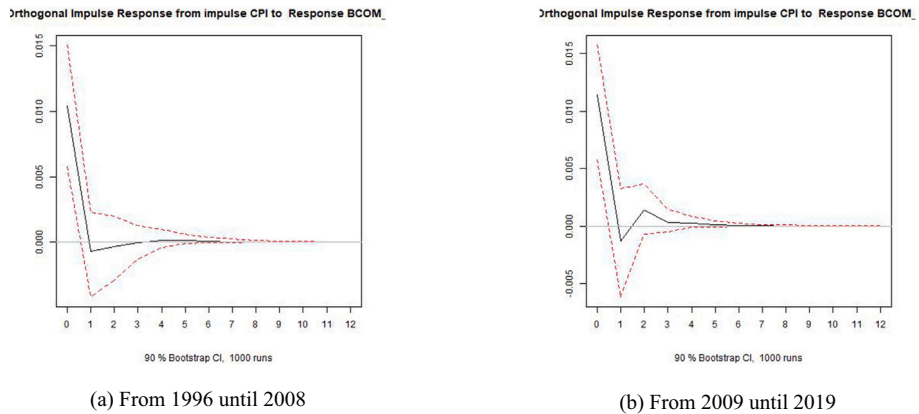 Orthogonal Impulse Response from impulse CPI to Response BCOM_
0.015
0.010
0.005
0.000
0 1 2 3 4 5 6 7 8 9 10 11 12
90 % Bootstrap CI, 1000 runs
(a) From 1996 until 2008
Orthogonal Impulse Response from impulse CPI to Response BCOM_
0.015
0.010
0.005
0.000
-0.005
0 1 2 3 4 5 6 7 8 9 10 11 12
90 % Bootstrap CI, 1000 runs
(b) From 2009 until 2019